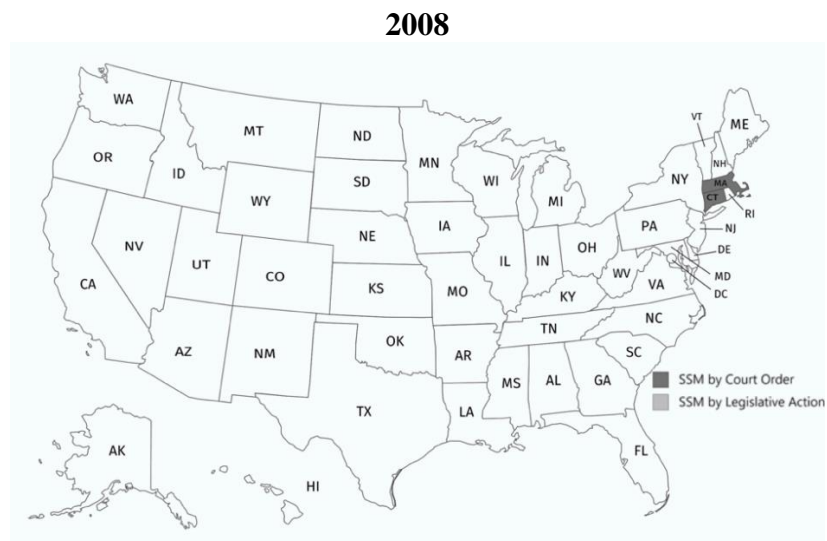 2008
WA
MT
ND
MN
VT
ME
OR
ID
SD
WI
MI
NY
NH
MA
CT
RI
WY
IA
PA
NJ
NV
NE
IL
IN
OH
DE
UT
CO
WV
MD
CA
KS
MO
KY
VA
DC
AZ
NM
OK
AR
TN
NC
SC
MS
AL
GA
SSM by Court Order
TX
LA
SSM by Legislative Action
AK
FL
HI